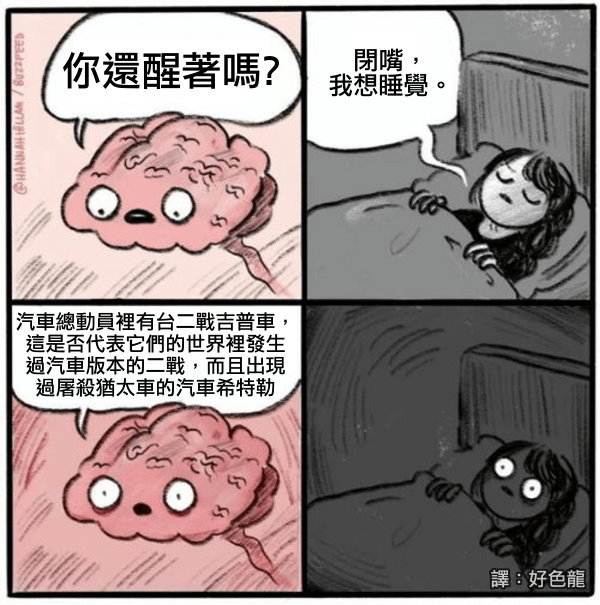 你還醒著嗎?
閉嘴，
我想睡覺。
@HANNAHHILLAM / BUZZFEED
汽車總動員裡有台二戰吉普車，
這是否代表它們的世界裡發生
過汽車版本的二戰，而且出現
過屠殺猶太車的汽車希特勒
譯：好色龍